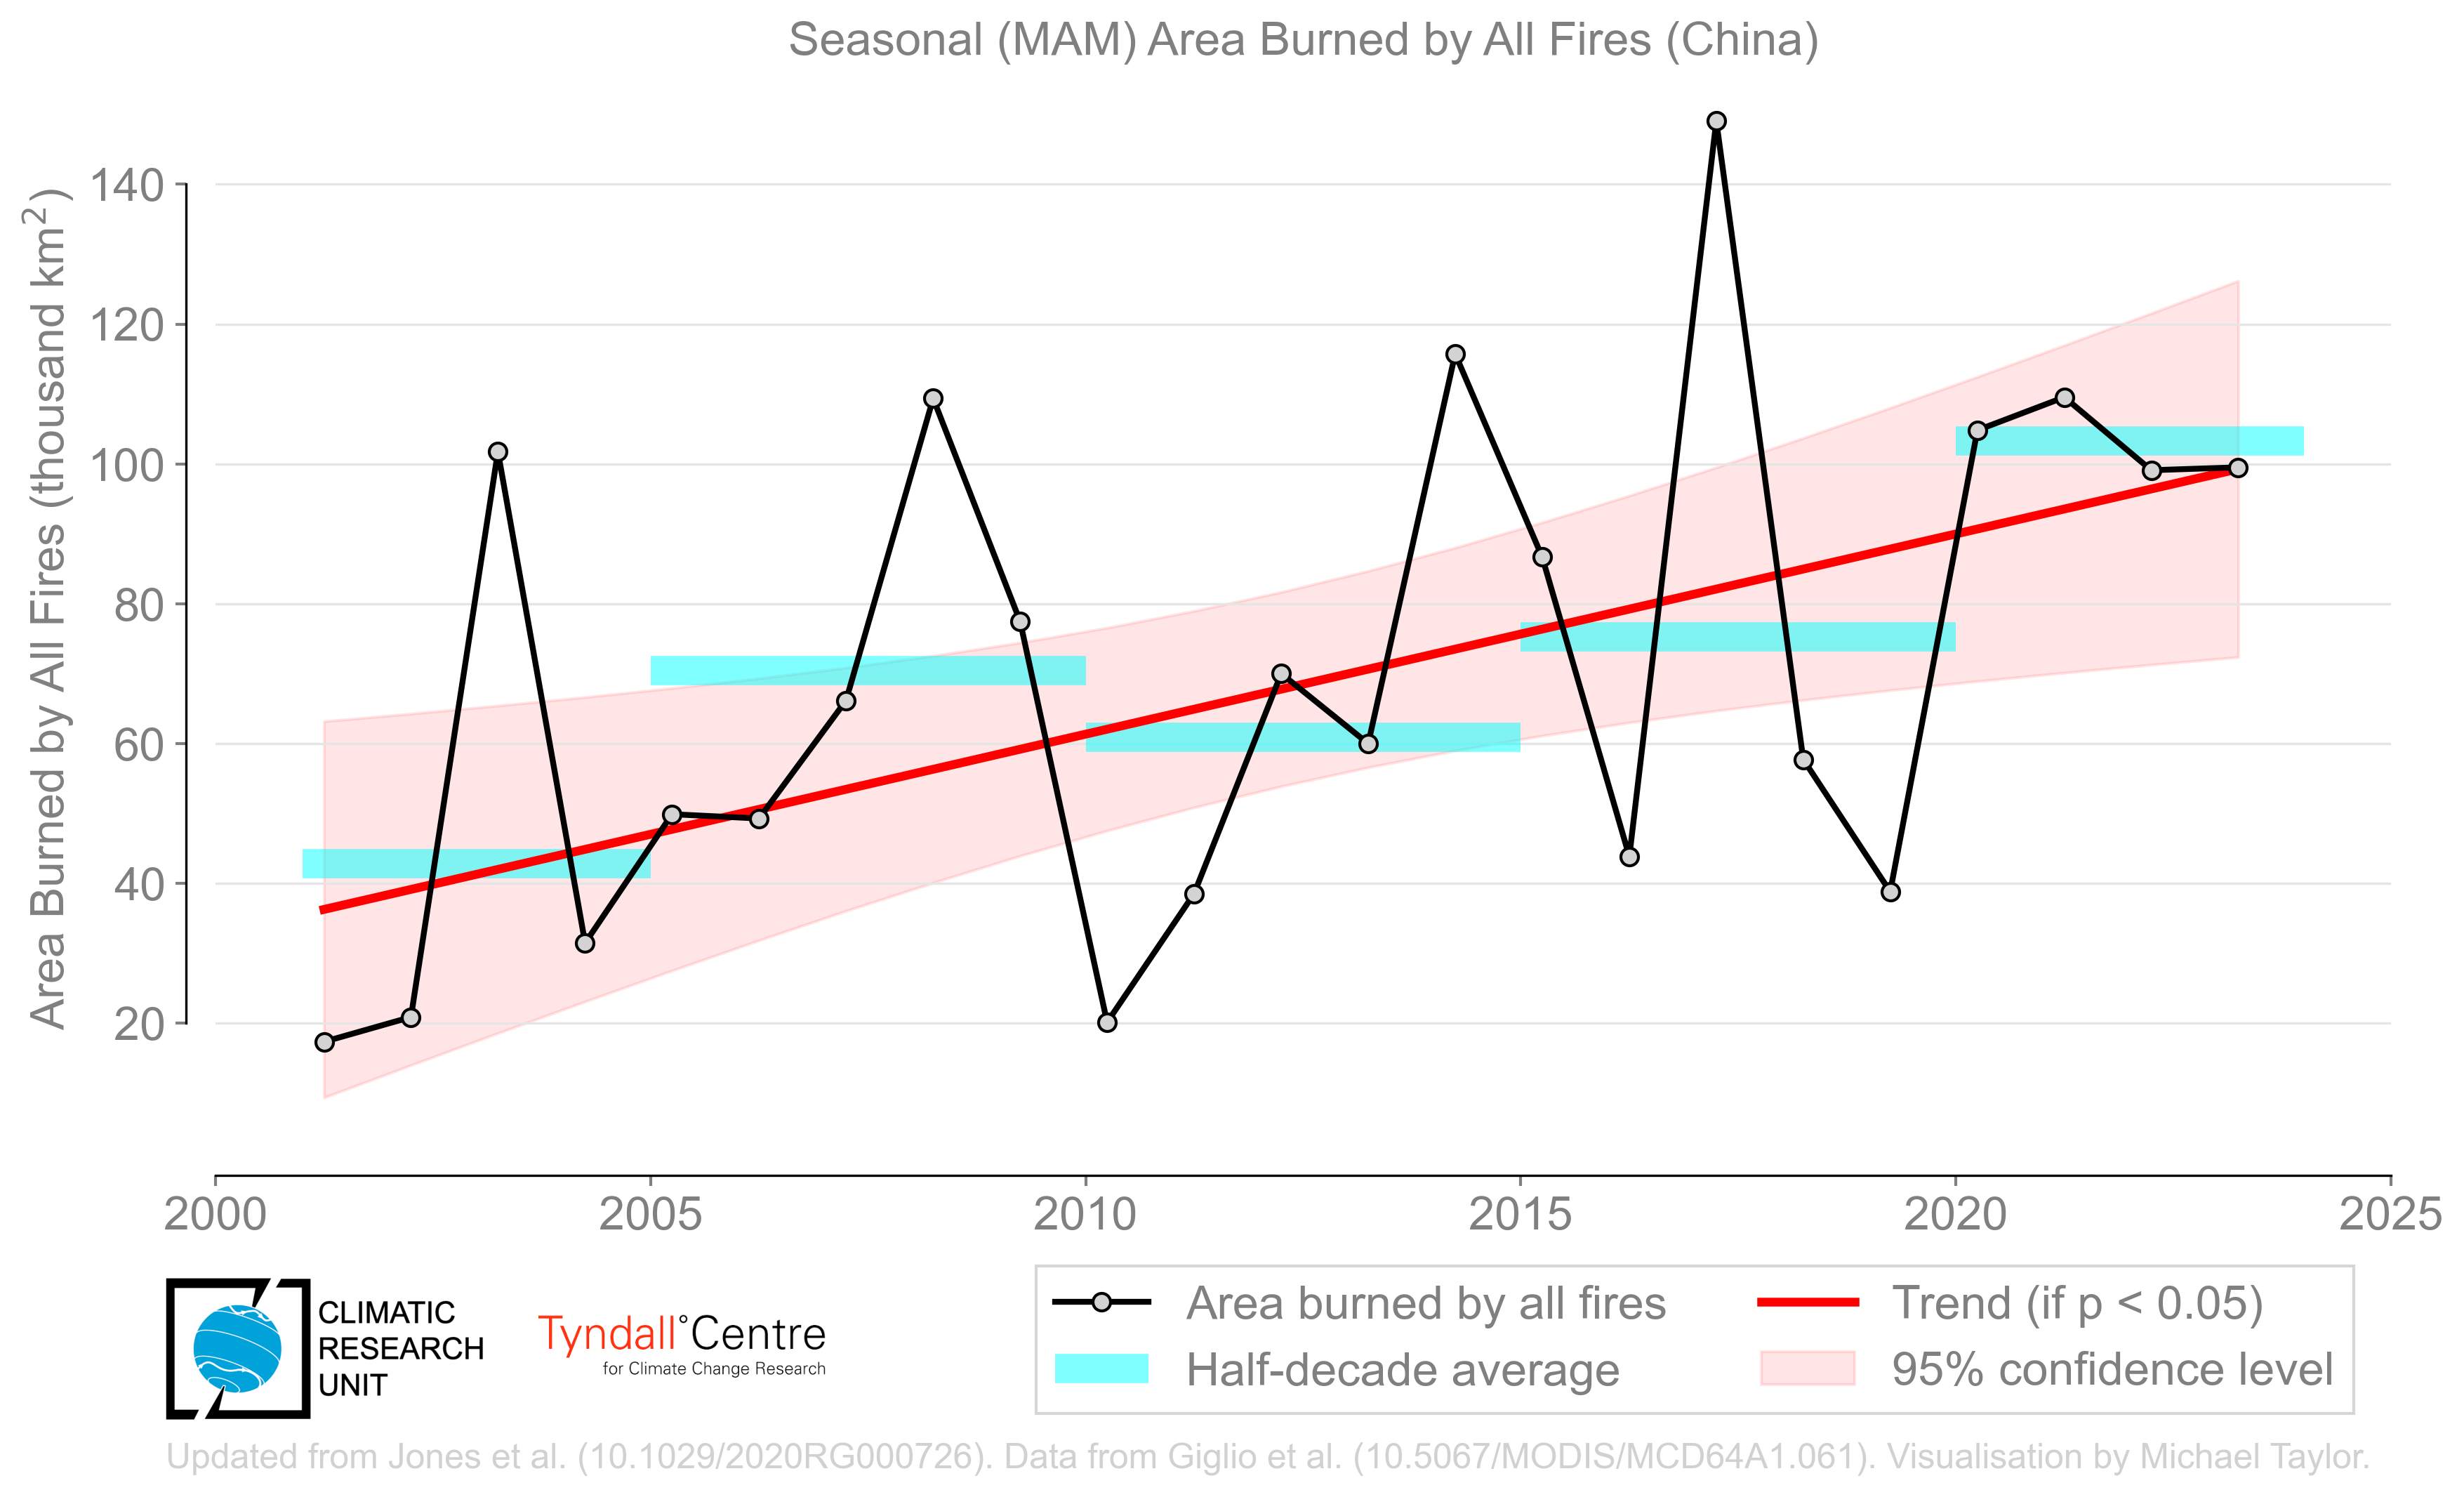 Seasonal (MAM) Area Burned by All Fires (China)
Area Burned by All Fires (thousand km²)
140
120
100
80
60
40
20
2000
2005
2010
2015
2020
2025
CLIMATIC
RESEARCH
UNIT
Tyndall°Centre
for Climate Change Research
Area burned by all fires
Half-decade average
Trend (if p < 0.05)
95% confidence level
Updated from Jones et al. (10.1029/2020RG000726). Data from Giglio et al. (10.5067/MODIS/MCD64A1.061). Visualisation by Michael Taylor.